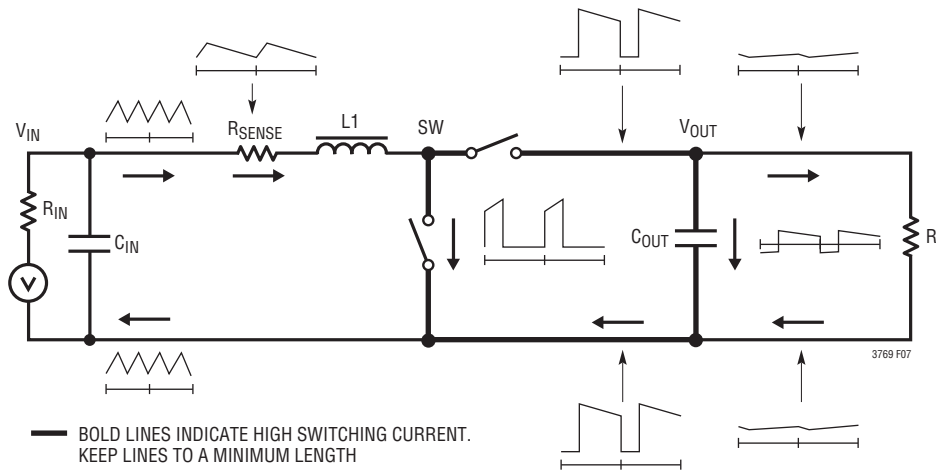 VIN
RSENSE
L1
SW
VOUT
RIN
CIN
V
COUT
R
3769 F07
BOLD LINES INDICATE HIGH SWITCHING CURRENT.
KEEP LINES TO A MINIMUM LENGTH